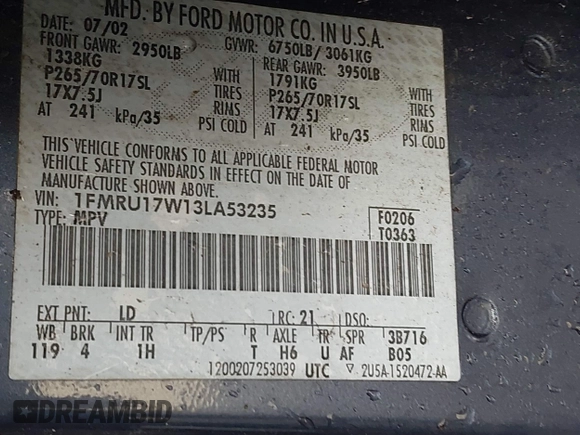 MFD. BY FORD MOTOR CO. IN U.S.A.
DATE: 07/02 GVWR: 6750LB/ 3061KG
FRONT GAWR: 2950LB REAR GAWR: 3950LB
1338KG WITH 1791KG WITH
P265/70R17SL TIRES P265/70R17SL TIRES
17X7.5J RIMS 17X7.5J RIMS
AT 241 kPa/35 PSI COLD AT 241 kPa/35 PSI COLD
THIS VEHICLE CONFORMS TO ALL APPLICABLE FEDERAL MOTOR
VEHICLE SAFETY STANDARDS IN EFFECT ON THE DATE OF
MANUFACTURE SHOWN ABOVE.
VIN: 1FMRU17W13LA53235 F0206
TYPE: MPV T0363
EXT PNT: LD RC: 21 DSO:
WB BRK INT TR TP/PS R AXLE TR SPR 3B716
119 4 1H T H6 U AF B05
1200207253039 UTC ▽ 2U5A-1520472-AA
DREAMBID